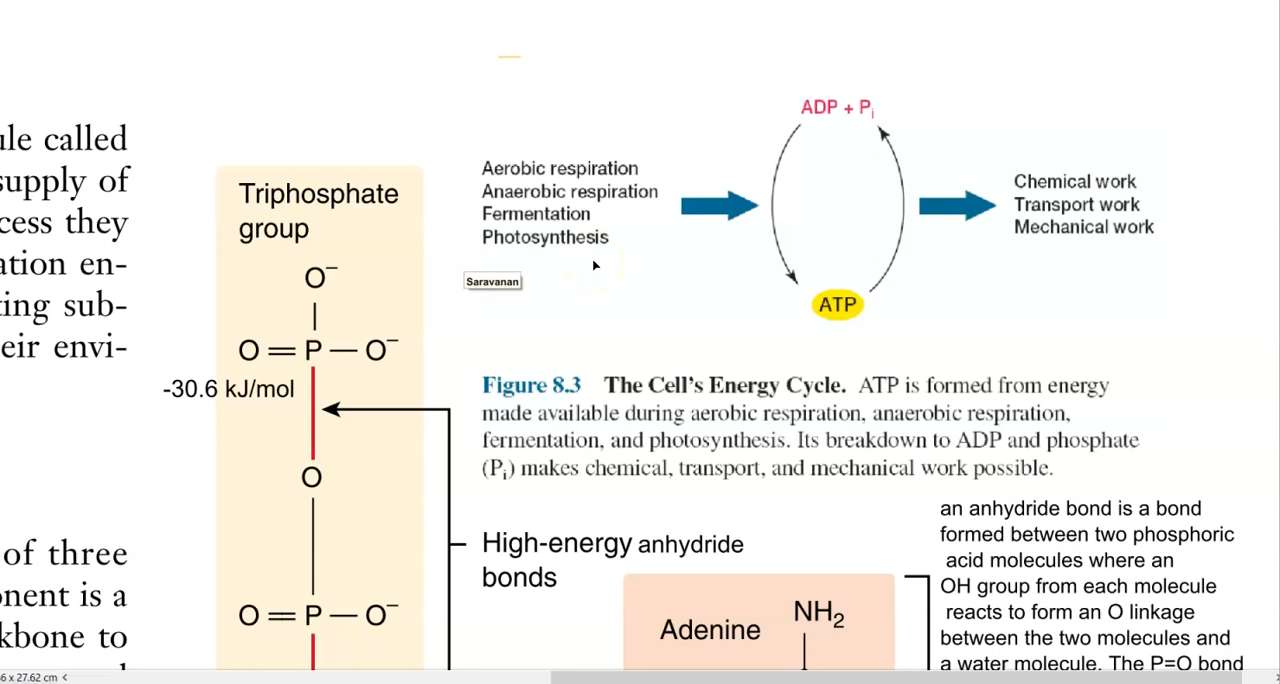 ule called
supply of
cess they
ation en-
ting sub-
eir envi-
of three
onent is a
kbone to
Triphosphate
group
O⁻
O=P—O⁻
-30.6 kJ/mol
O
O=P—O⁻
Aerobic respiration
Anaerobic respiration
Fermentation
Photosynthesis
Saravanan
ADP + Pᵢ
ATP
Chemical work
Transport work
Mechanical work
Figure 8.3 The Cell's Energy Cycle. ATP is formed from energy
made available during aerobic respiration, anaerobic respiration,
fermentation, and photosynthesis. Its breakdown to ADP and phosphate
(Pᵢ) makes chemical, transport, and mechanical work possible.
High-energy anhydride
bonds
Adenine
NH₂
an anhydride bond is a bond
formed between two phosphoric
acid molecules where an
OH group from each molecule
reacts to form an O linkage
between the two molecules and
a water molecule. The P=O bond
6 x 27.62 cm <